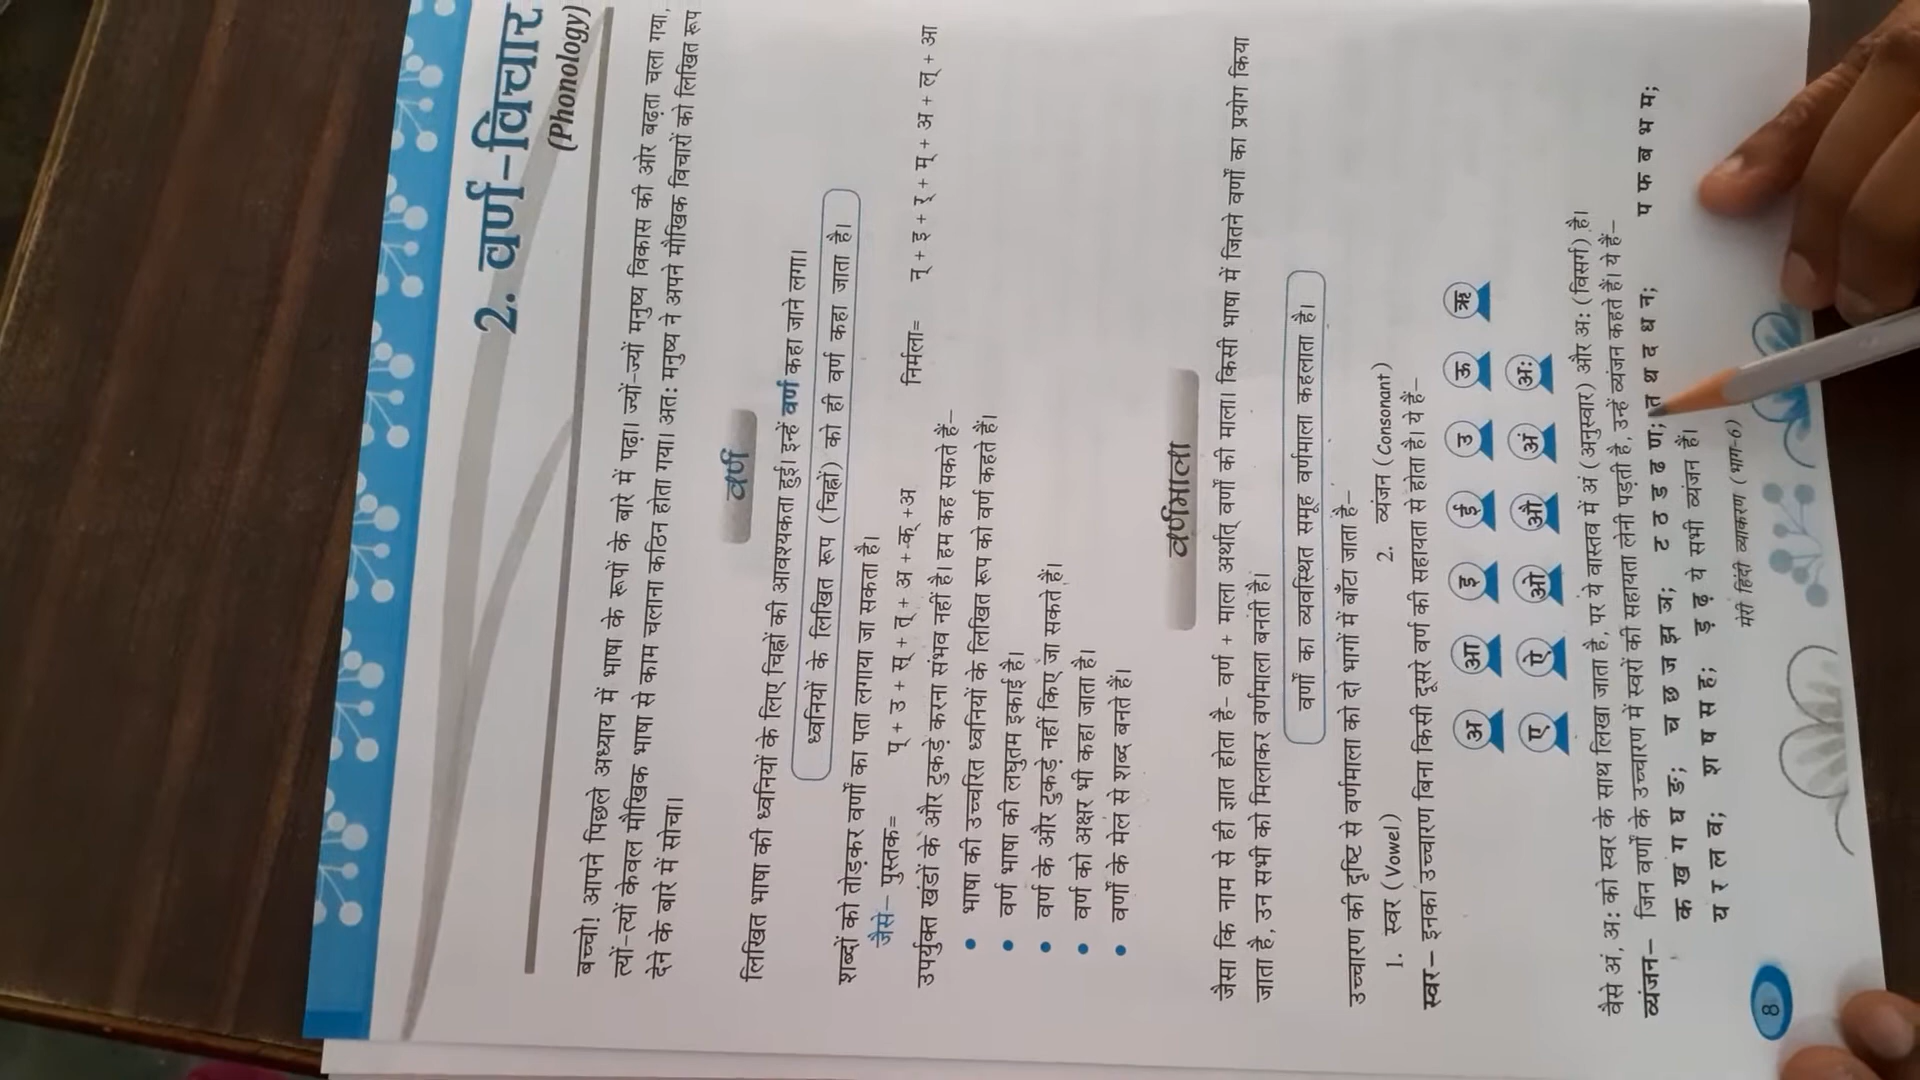 2. वर्ण-विचार
(Phonology)
बच्चो! आपने पिछले अध्याय में भाषा के रूपों के बारे में पढ़ा। ज्यों-ज्यों मनुष्य विकास की ओर बढ़ता चला गया,
त्यों-त्यों केवल मौखिक भाषा से काम चलाना कठिन होता गया। अत: मनुष्य ने अपने मौखिक विचारों को लिखित रूप
देने के बारे में सोचा।
वर्ण
लिखित भाषा की ध्वनियों के लिए चिह्नों की आवश्यकता हुई। इन्हें वर्ण कहा जाने लगा।
ध्वनियों के लिखित रूप (चिह्नों) को ही वर्ण कहा जाता है।
शब्दों को तोड़कर वर्णों का पता लगाया जा सकता है।
जैसे– पुस्तक= प् + उ + स् + त् + अ + क् +अ निर्मला= न् + इ + र् + म् + अ + ल् + आ
उपर्युक्त खंडों के और टुकड़े करना संभव नहीं है। हम कह सकते हैं–
• भाषा की उच्चरित ध्वनियों के लिखित रूप को वर्ण कहते हैं।
• वर्ण भाषा की लघुतम इकाई है।
• वर्ण के और टुकड़े नहीं किए जा सकते हैं।
• वर्ण को अक्षर भी कहा जाता है।
• वर्णों के मेल से शब्द बनते हैं।
वर्णमाला
जैसा कि नाम से ही ज्ञात होता है– वर्ण + माला अर्थात् वर्णों की माला। किसी भाषा में जितने वर्णों का प्रयोग किया
जाता है, उन सभी को मिलाकर वर्णमाला बनती है।
वर्णों का व्यवस्थित समूह वर्णमाला कहलाता है।
उच्चारण की दृष्टि से वर्णमाला को दो भागों में बाँटा जाता है–
1. स्वर (Vowel) 2. व्यंजन (Consonant)
स्वर – इनका उच्चारण बिना किसी दूसरे वर्ण की सहायता से होता है। ये हैं–
अ आ इ ई उ ऊ ऋ
ए ऐ ओ औ अं अ:
वैसे अं, अ: को स्वर के साथ लिखा जाता है, पर ये वास्तव में अं (अनुस्वार) और अ: (विसर्ग) है।
व्यंजन – जिन वर्णों के उच्चारण में स्वरों की सहायता लेनी पड़ती है, उन्हें व्यंजन कहते हैं। ये हैं–
क ख ग घ ङ; च छ ज झ ञ; ट ठ ड ढ ण; त थ द ध न; प फ ब भ म;
य र ल व; श ष स ह; ड़ ढ़ ये सभी व्यंजन हैं।
8 मेरी हिंदी व्याकरण (भाग-6)